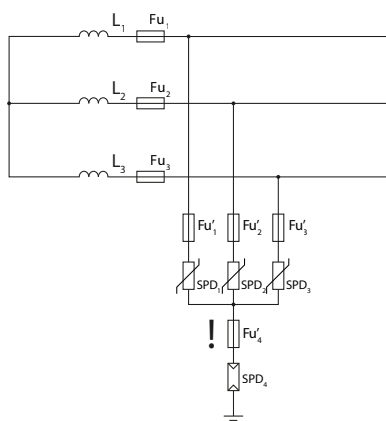 L₁ Fu₁
L₂ Fu₂
L₃ Fu₃
Fu'₁ Fu'₂ Fu'₃
SPD₁ SPD₂ SPD₃
! Fu'₄
SPD₄